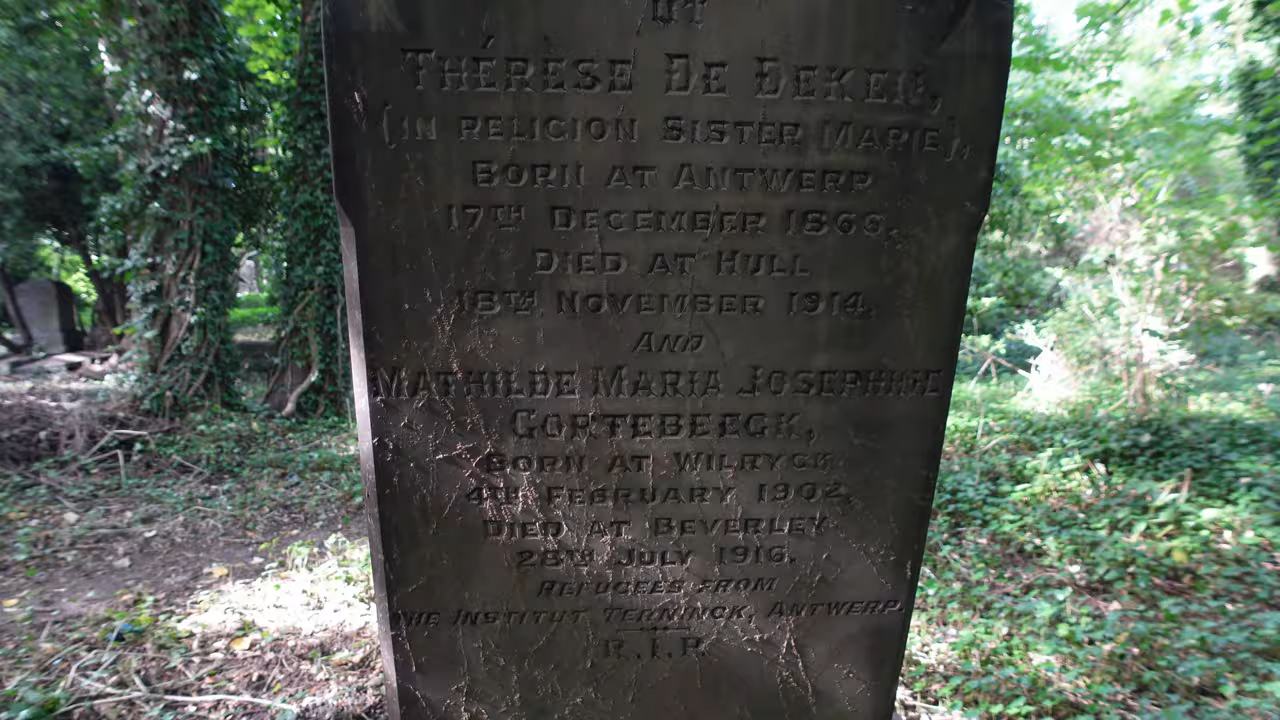 OF
THÉRÈSE DE DEKEN,
(IN RELIGION SISTER MARIE),
BORN AT ANTWERP
17TH DECEMBER 1866,
DIED AT HULL
18TH NOVEMBER 1914.
AND
MATHILDE MARIA JOSEPHINE
GORTEBEECK,
BORN AT WILRYCK
4TH FEBRUARY 1902,
DIED AT BEVERLEY
28TH JULY 1916.
REFUGEES FROM
THE INSTITUT TERNINCK, ANTWERP.
R.I.P.